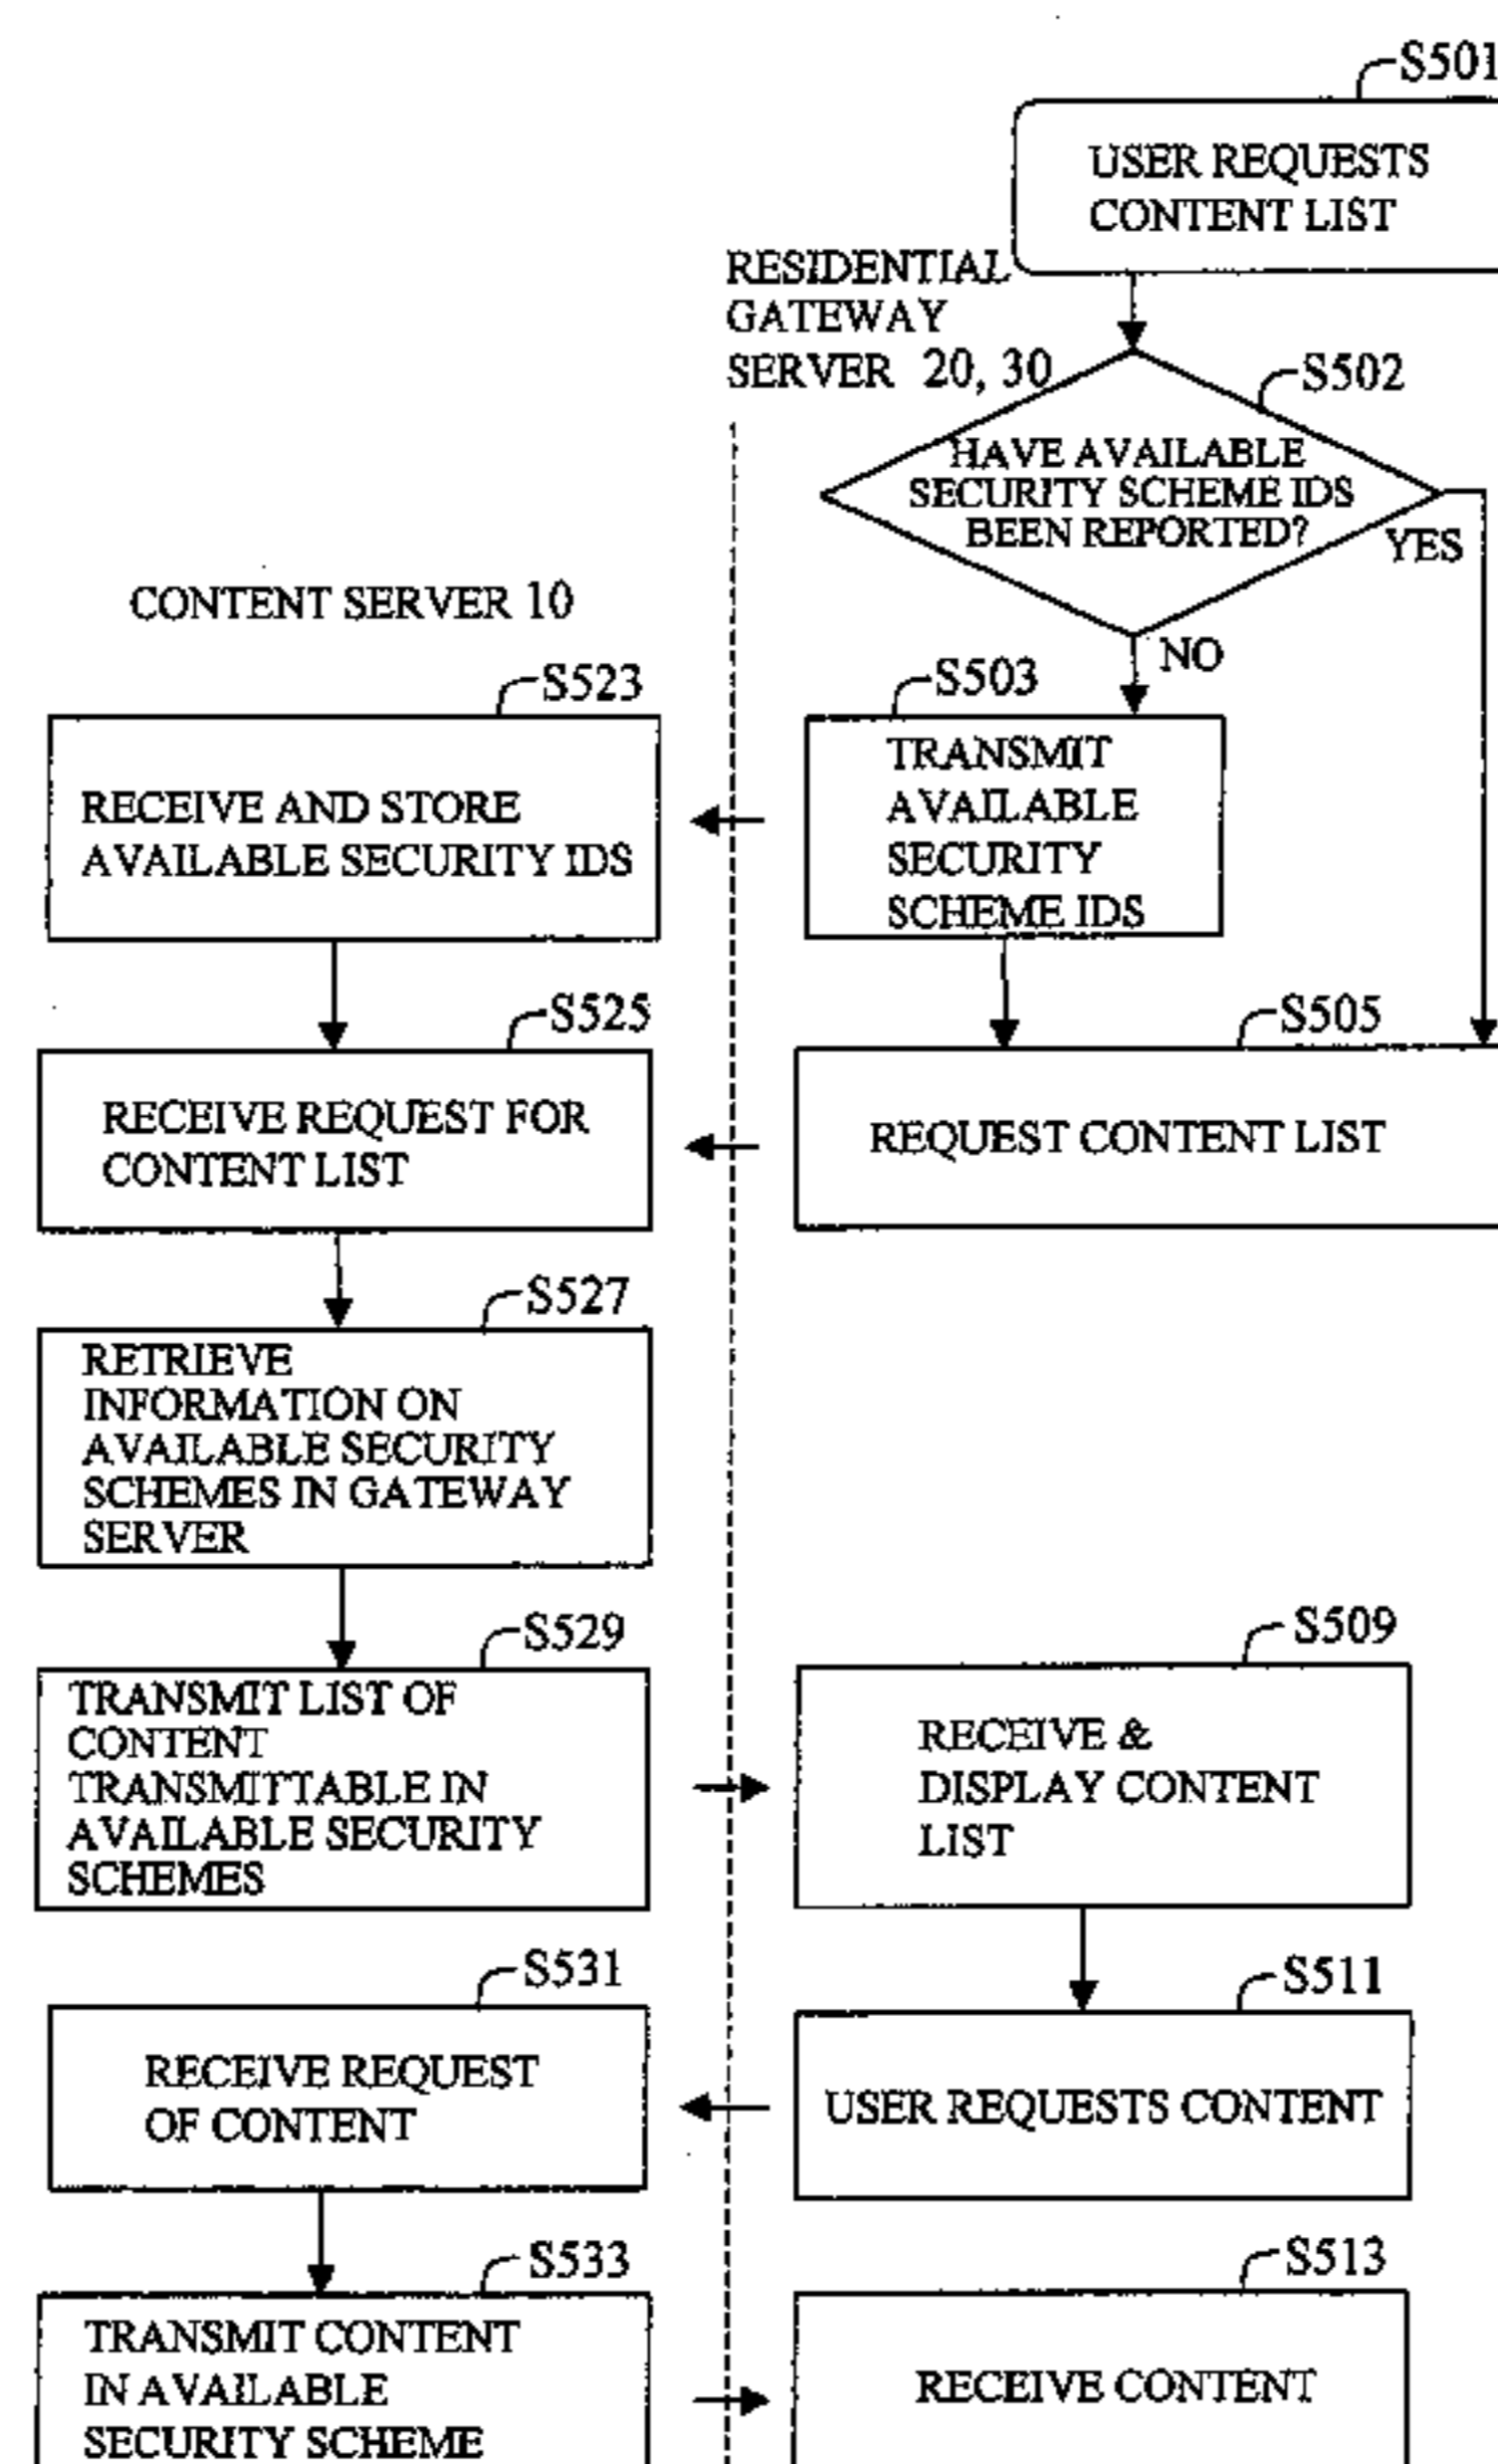 S501
USER REQUESTS
CONTENT LIST
RESIDENTIAL
GATEWAY
SERVER 20, 30
S502
HAVE AVAILABLE
SECURITY SCHEME IDS
BEEN REPORTED?
YES
NO
CONTENT SERVER 10
S523
RECEIVE AND STORE
AVAILABLE SECURITY IDS
S503
TRANSMIT
AVAILABLE
SECURITY
SCHEME IDS
S525
RECEIVE REQUEST FOR
CONTENT LIST
S505
REQUEST CONTENT LIST
S527
RETRIEVE
INFORMATION ON
AVAILABLE SECURITY
SCHEMES IN GATEWAY
SERVER
S529
TRANSMIT LIST OF
CONTENT
TRANSMITTABLE IN
AVAILABLE SECURITY
SCHEMES
S509
RECEIVE &
DISPLAY CONTENT
LIST
S531
RECEIVE REQUEST
OF CONTENT
S511
USER REQUESTS CONTENT
S533
TRANSMIT CONTENT
IN AVAILABLE
SECURITY SCHEME
S513
RECEIVE CONTENT